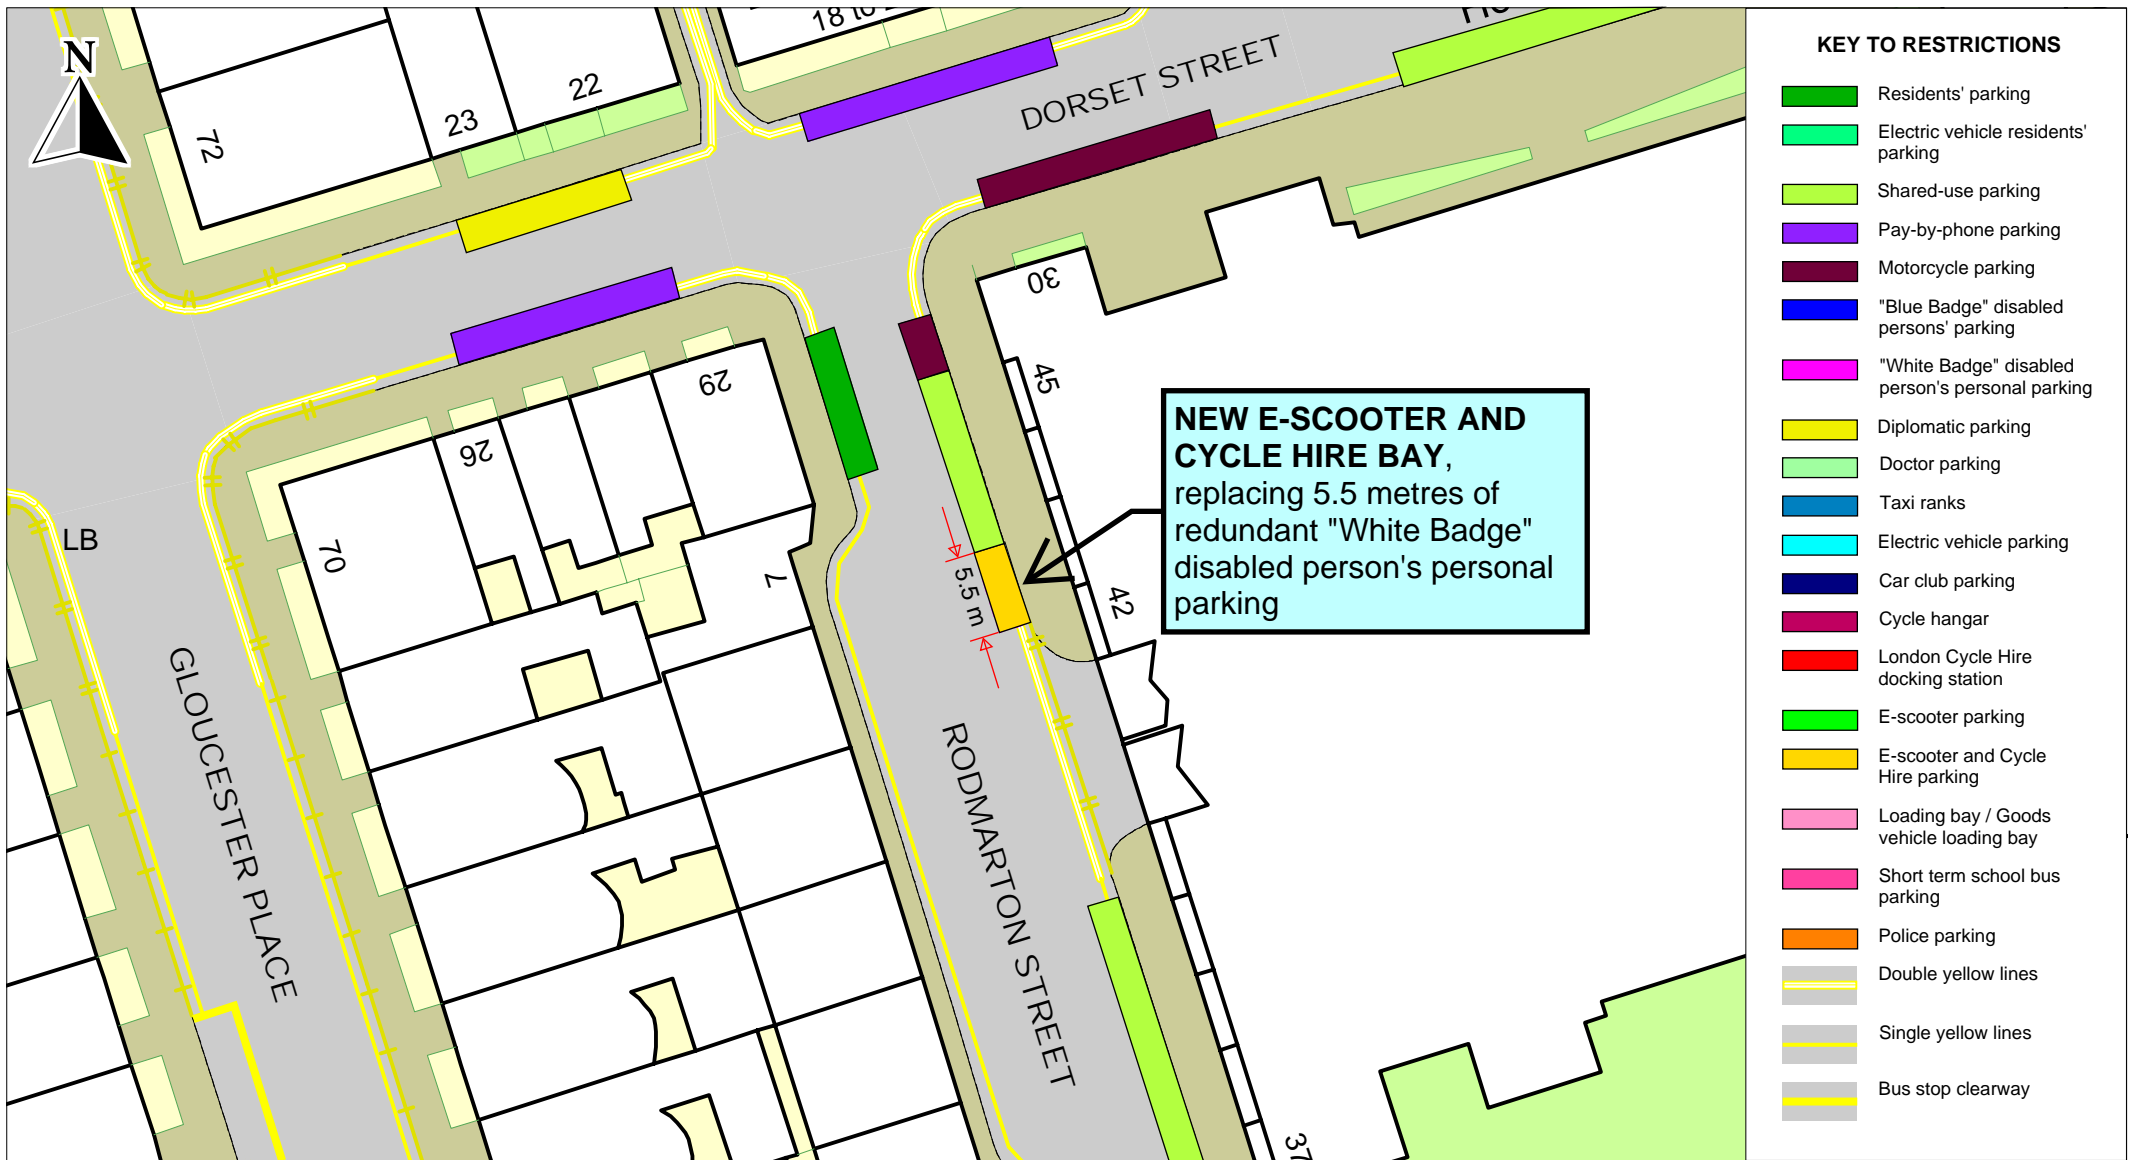 N
72
23
22
18 to
DORSET STREET
30
45
29
26
70
7
42
LB
5.5 m
GLOUCESTER PLACE
RODMARTON STREET
37
NEW E-SCOOTER AND
CYCLE HIRE BAY,
replacing 5.5 metres of
redundant "White Badge"
disabled person's personal
parking
KEY TO RESTRICTIONS
Residents' parking
Electric vehicle residents'
parking
Shared-use parking
Pay-by-phone parking
Motorcycle parking
"Blue Badge" disabled
persons' parking
"White Badge" disabled
person's personal parking
Diplomatic parking
Doctor parking
Taxi ranks
Electric vehicle parking
Car club parking
Cycle hangar
London Cycle Hire
docking station
E-scooter parking
E-scooter and Cycle
Hire parking
Loading bay / Goods
vehicle loading bay
Short term school bus
parking
Police parking
Double yellow lines
Single yellow lines
Bus stop clearway